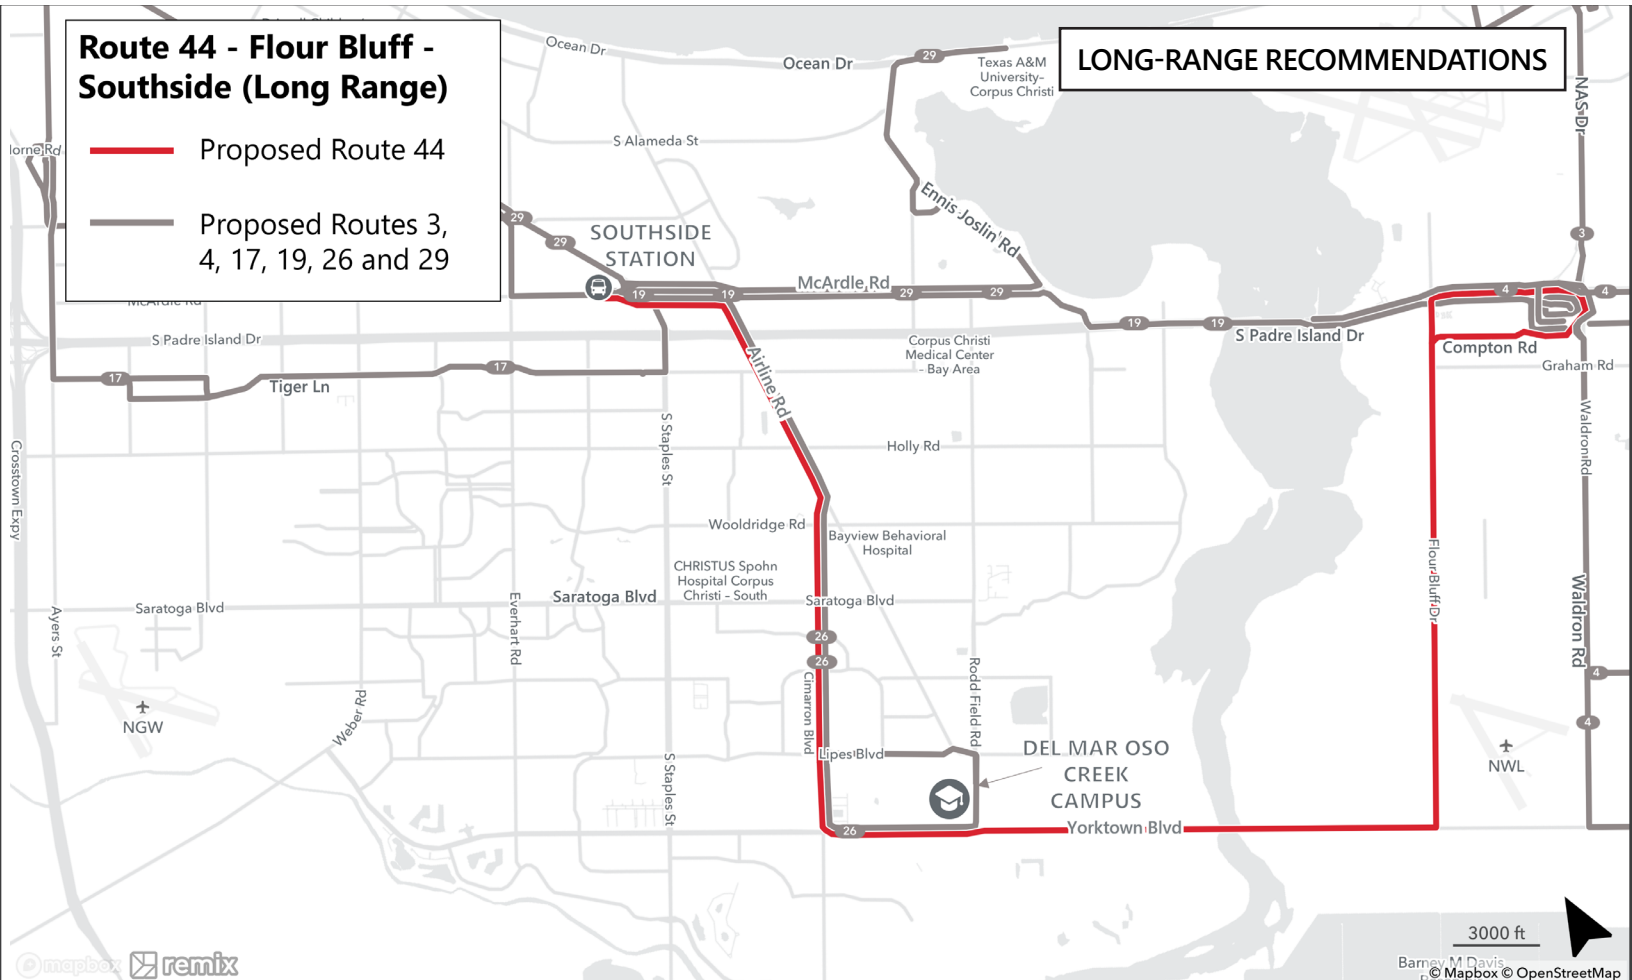 Route 44 - Flour Bluff -
Southside (Long Range)
Proposed Route 44
Proposed Routes 3,
4, 17, 19, 26 and 29
LONG-RANGE RECOMMENDATIONS
Ocean Dr
Ocean Dr
29
Texas A&M
University-
Corpus Christi
NAS Dr
S Alameda St
Ennis Joslin Rd
29
29
SOUTHSIDE
STATION
3
McArdle Rd
19
19
29
29
4
4
McArdle Rd
S Padre Island Dr
19
19
S Padre Island Dr
Compton Rd
Graham Rd
Corpus Christi
Medical Center
- Bay Area
17
17
Tiger Ln
Airline Rd
Crosstown Expy
S Staples St
Holly Rd
Waldron Rd
Wooldridge Rd
Bayview Behavioral
Hospital
CHRISTUS Spohn
Hospital Corpus
Christi - South
Flour Bluff Dr
Saratoga Blvd
Saratoga Blvd
Saratoga Blvd
Ayers St
Everhart Rd
Waldron Rd
26
26
4
4
Cimarron Blvd
Rodd Field Rd
Weber Rd
NGW
Lipes Blvd
S Staples St
DEL MAR OSO
CREEK
CAMPUS
NWL
26
Yorktown Blvd
3000 ft
Barney M Davis
mapbox
remix
© Mapbox © OpenStreetMap